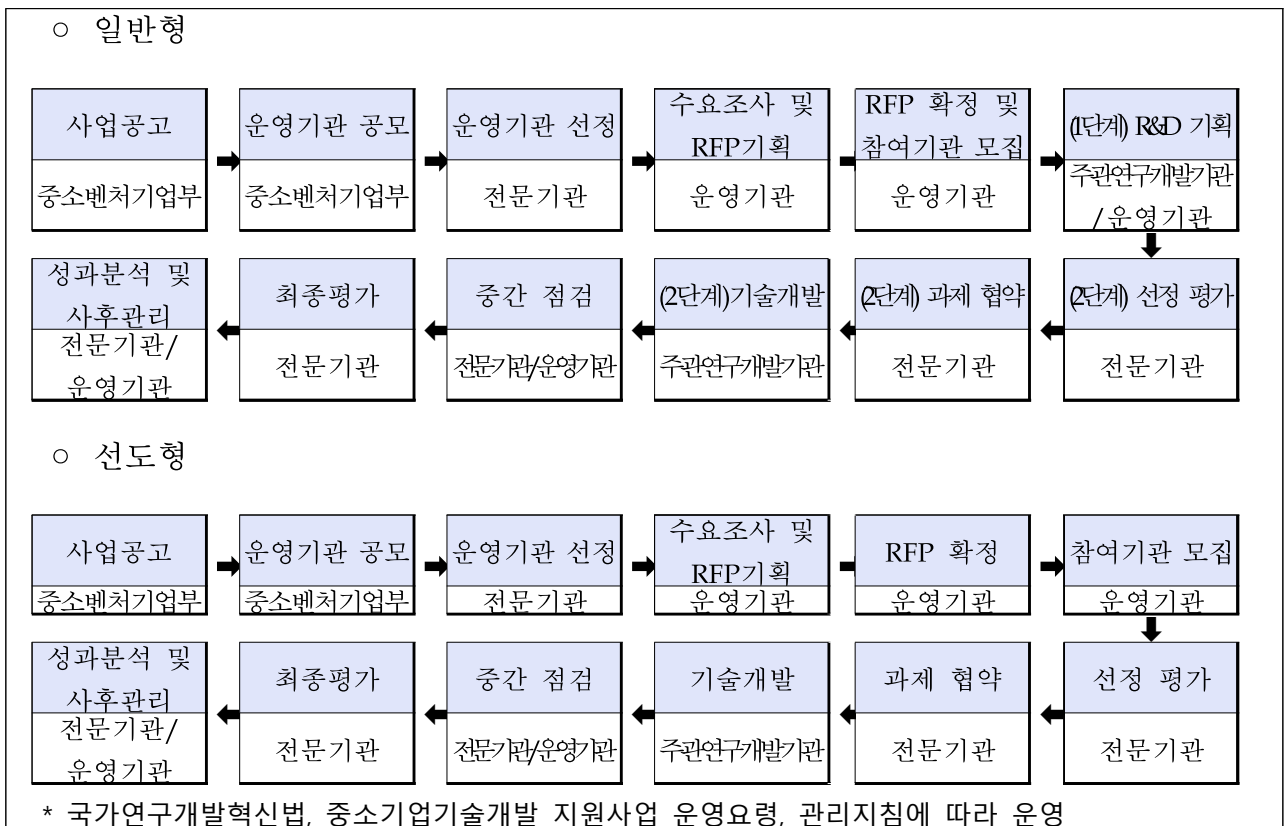 ○ 일반형
사업공고
중소벤처기업부
운영기관 공모
중소벤처기업부
운영기관 선정
전문기관
수요조사 및
RFP기획
운영기관
RFP 확정 및
참여기관 모집
운영기관
(1단계) R&D 기획
주관연구개발기관
/운영기관
(2단계) 선정 평가
전문기관
(2단계) 과제 협약
전문기관
(2단계)기술개발
주관연구개발기관
중간 점검
전문기관/운영기관
최종평가
전문기관
성과분석 및
사후관리
전문기관/
운영기관
○ 선도형
사업공고
중소벤처기업부
운영기관 공모
중소벤처기업부
운영기관 선정
전문기관
수요조사 및
RFP기획
운영기관
RFP 확정
운영기관
참여기관 모집
운영기관
선정 평가
전문기관
과제 협약
전문기관
기술개발
주관연구개발기관
중간 점검
전문기관/운영기관
최종평가
전문기관
성과분석 및
사후관리
전문기관/
운영기관
* 국가연구개발혁신법, 중소기업기술개발 지원사업 운영요령, 관리지침에 따라 운영